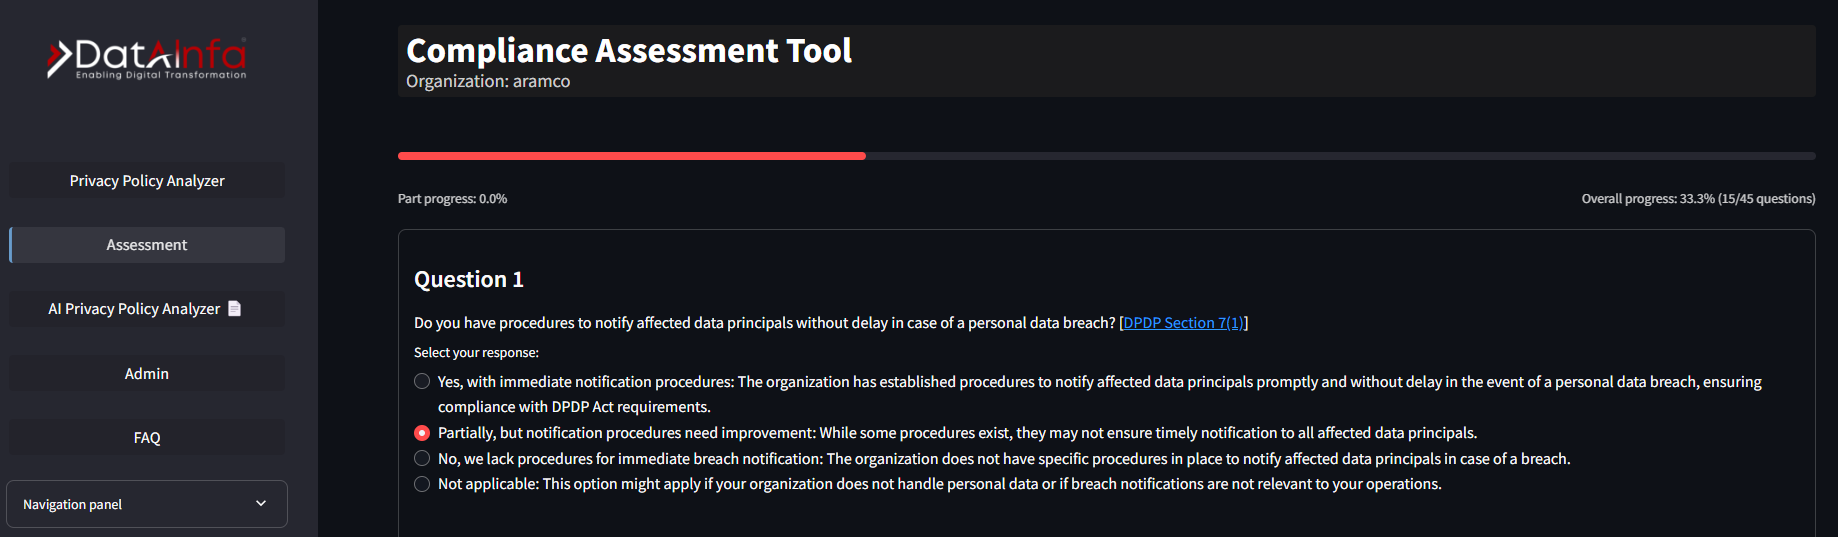 DatAInfa
Enabling Digital Transformation
Privacy Policy Analyzer
Assessment
AI Privacy Policy Analyzer
Admin
FAQ
Navigation panel
Compliance Assessment Tool
Organization: aramco
Part progress: 0.0%
Overall progress: 33.3% (15/45 questions)
Question 1
Do you have procedures to notify affected data principals without delay in case of a personal data breach? [DPDP Section 7(1)]
Select your response:
Yes, with immediate notification procedures: The organization has established procedures to notify affected data principals promptly and without delay in the event of a personal data breach, ensuring
compliance with DPDP Act requirements.
Partially, but notification procedures need improvement: While some procedures exist, they may not ensure timely notification to all affected data principals.
No, we lack procedures for immediate breach notification: The organization does not have specific procedures in place to notify affected data principals in case of a breach.
Not applicable: This option might apply if your organization does not handle personal data or if breach notifications are not relevant to your operations.